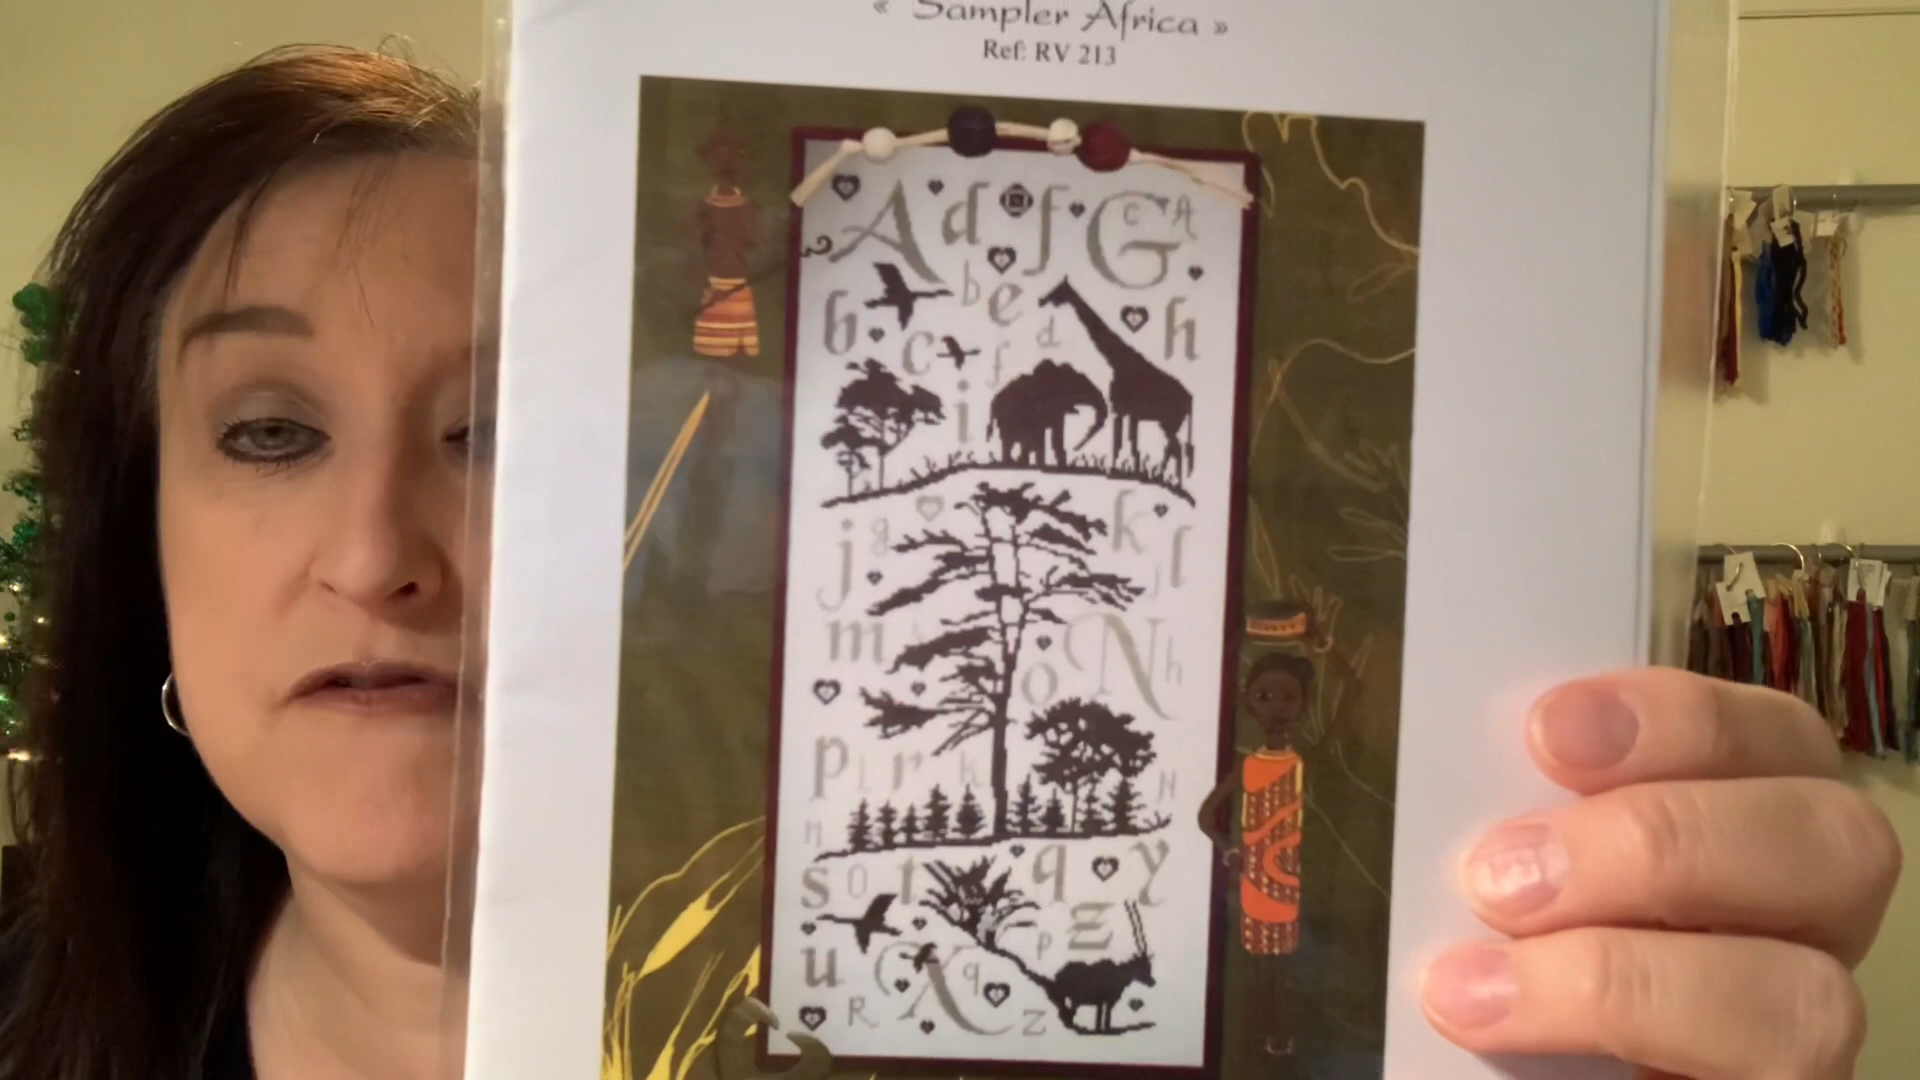 « Sampler Africa »
Ref: RV 213
A d f G c A
b e h
b c d
f
i
j g k l
m o N h
p L r k H
n
s o t q y
u X q p z
R z